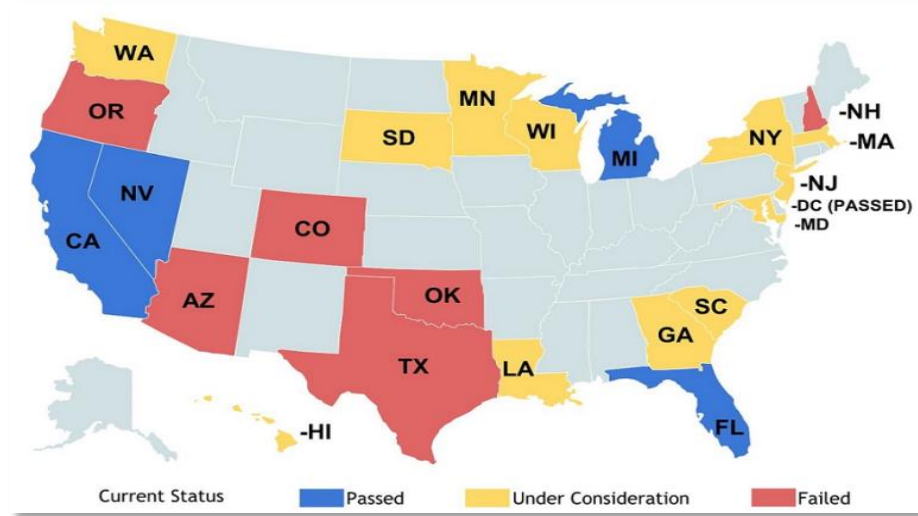 WA
OR
MN
-NH
SD
WI
NY
-MA
MI
NV
-NJ
-DC (PASSED)
CO
-MD
CA
AZ
OK
SC
GA
TX
LA
-HI
FL
Current Status
Passed
Under Consideration
Failed